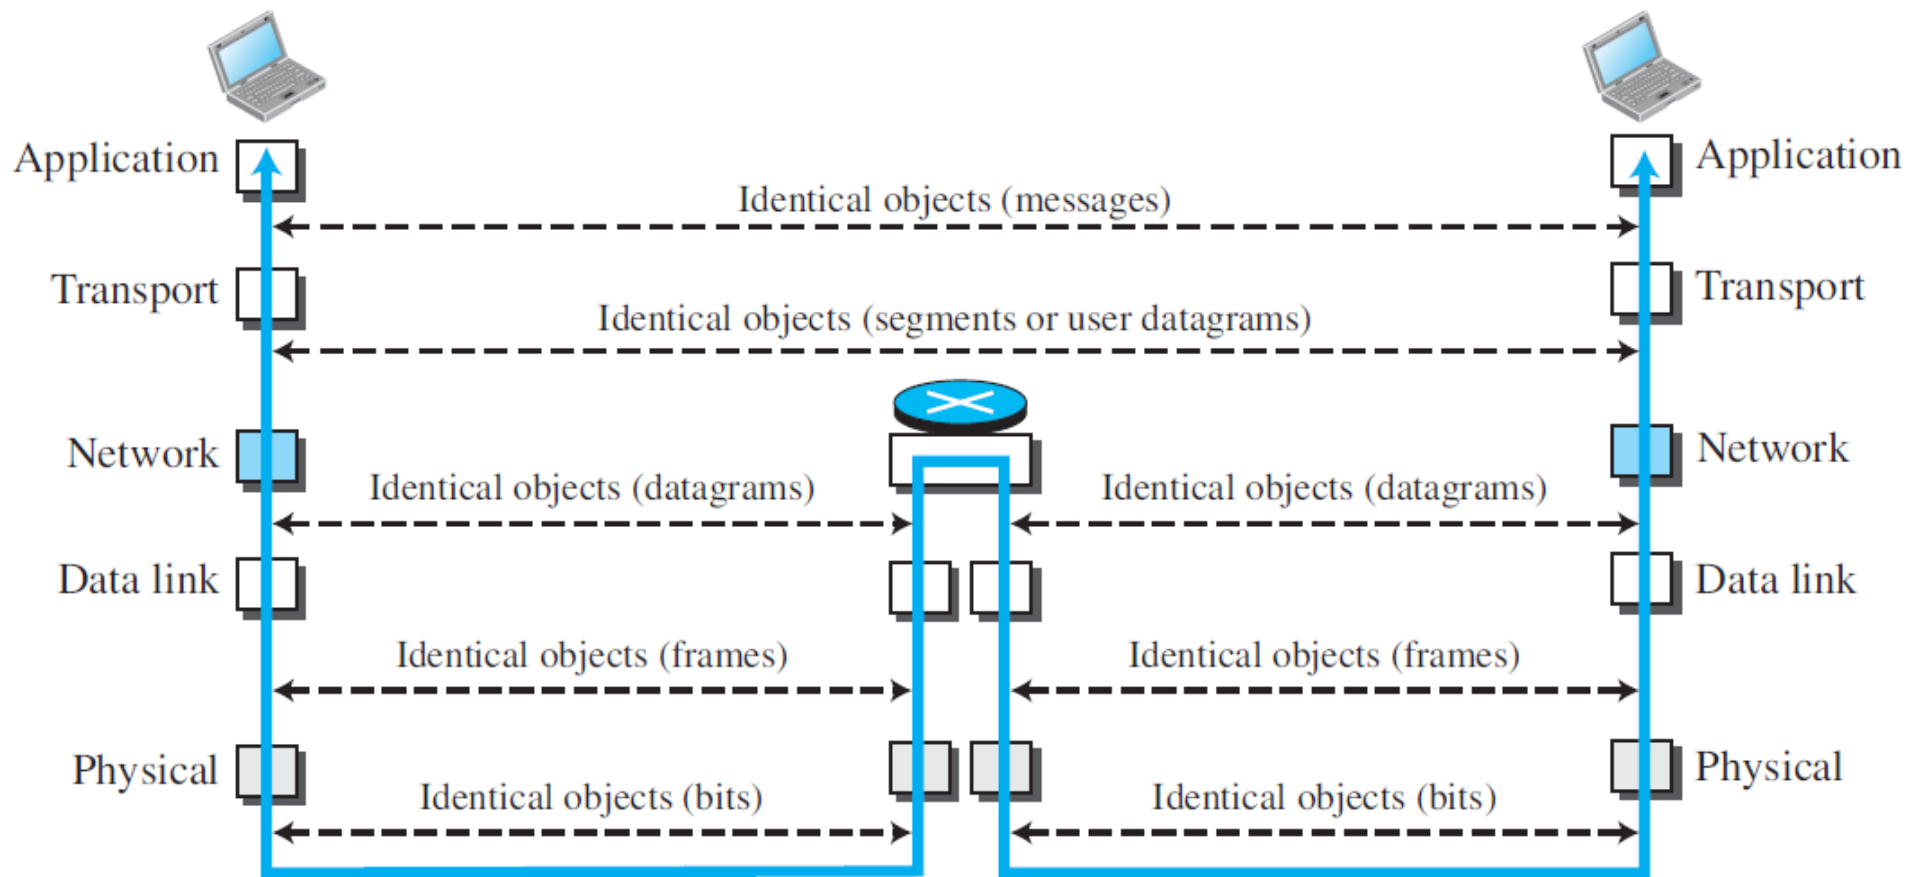 Application
Application
Identical objects (messages)
Transport
Transport
Identical objects (segments or user datagrams)
Network
Network
Identical objects (datagrams)
Identical objects (datagrams)
Data link
Data link
Identical objects (frames)
Identical objects (frames)
Physical
Physical
Identical objects (bits)
Identical objects (bits)